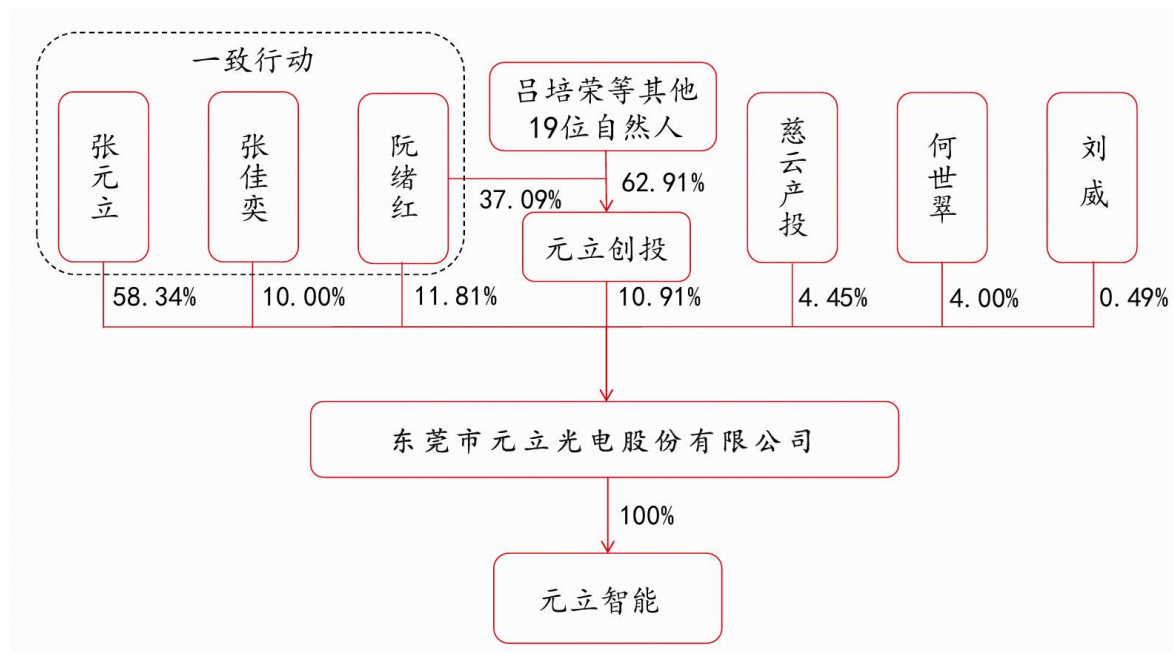 一致行动
张元立
张佳奕
阮绪红
吕培荣等其他
19位自然人
慈云产投
何世翠
刘威
37.09%
62.91%
元立创投
58.34%
10.00%
11.81%
10.91%
4.45%
4.00%
0.49%
东莞市元立光电股份有限公司
100%
元立智能